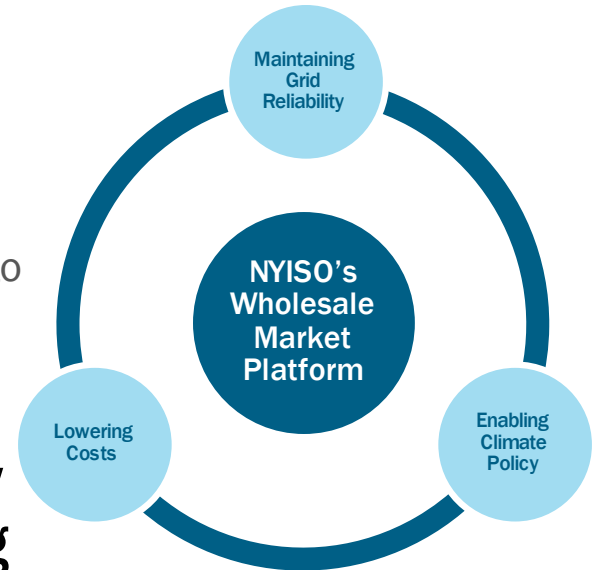 Maintaining
Grid
Reliability
NYISO's
Wholesale
Market
Platform
Lowering
Costs
Enabling
Climate
Policy